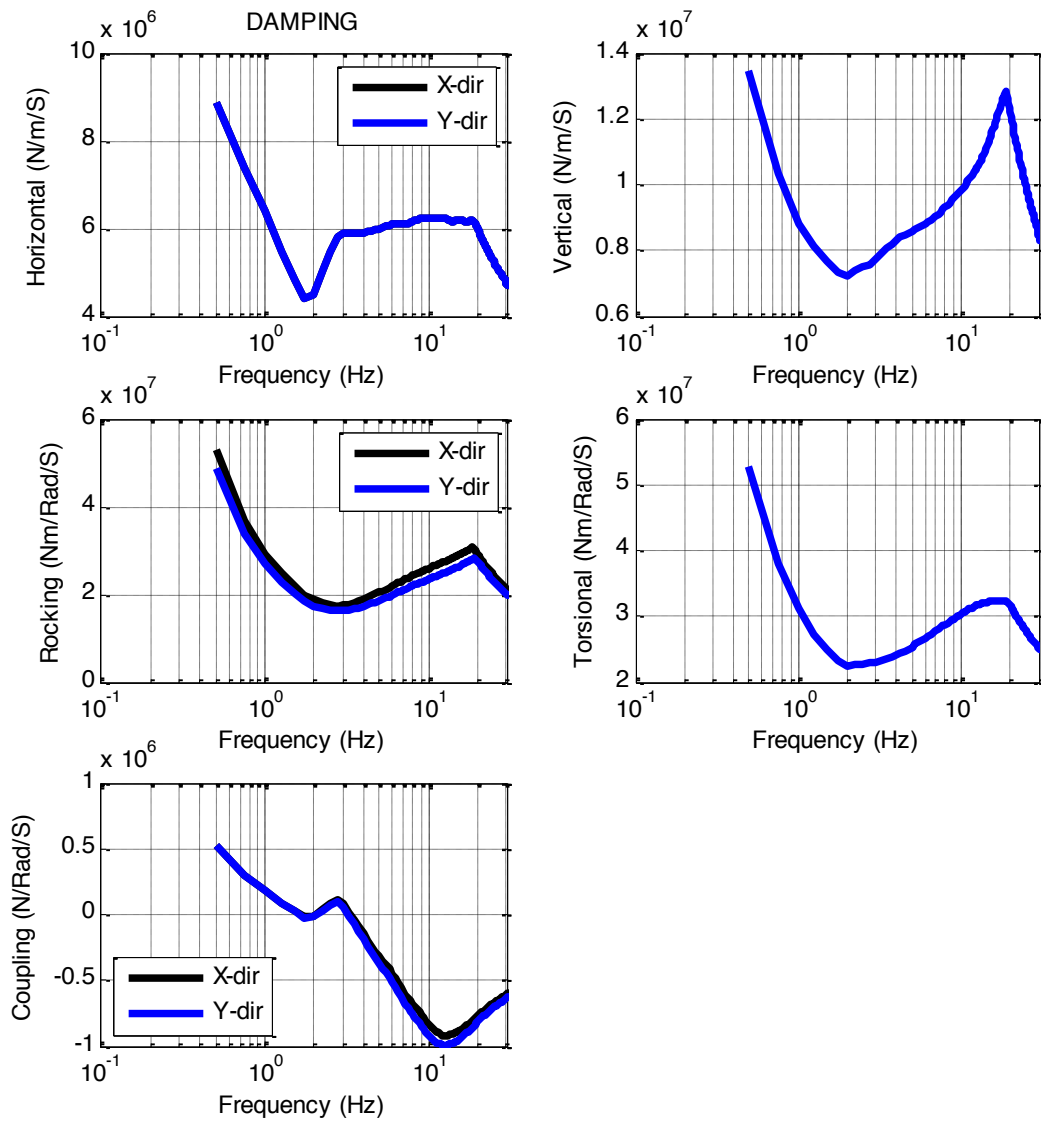 DAMPING
x 10^6
10
8
6
4
Horizontal (N/m/S)
X-dir
Y-dir
10^-1
10^0
10^1
Frequency (Hz)
x 10^7
1.4
1.2
1
0.8
0.6
Vertical (N/m/S)
10^-1
10^0
10^1
Frequency (Hz)
x 10^7
6
4
2
0
Rocking (Nm/Rad/S)
X-dir
Y-dir
10^-1
10^0
10^1
Frequency (Hz)
x 10^7
6
5
4
3
2
Torsional (Nm/Rad/S)
10^-1
10^0
10^1
Frequency (Hz)
x 10^6
1
0.5
0
-0.5
-1
Coupling (N/Rad/S)
X-dir
Y-dir
10^-1
10^0
10^1
Frequency (Hz)